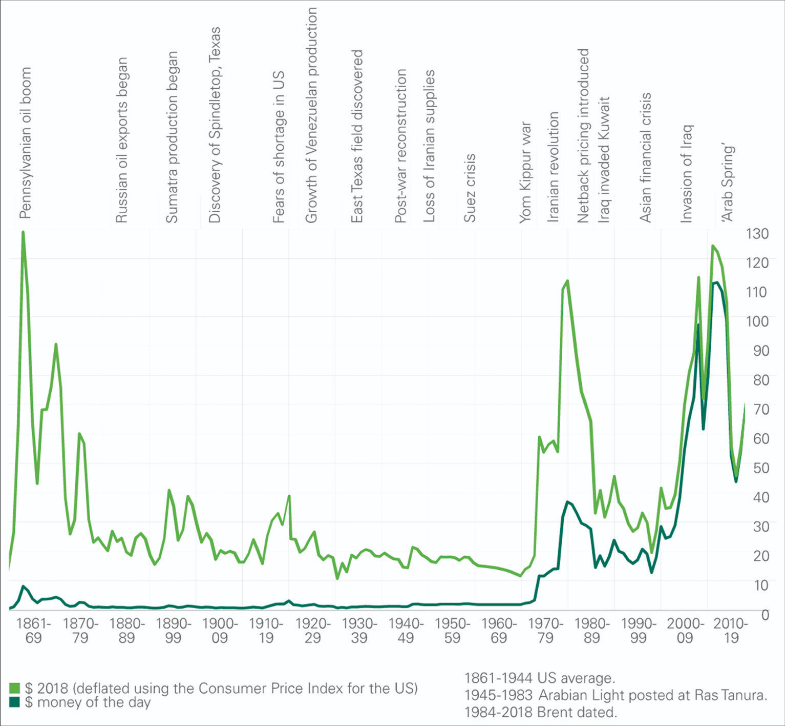 Pennsylvanian oil boom
Russian oil exports began
Sumatra production began
Discovery of Spindletop, Texas
Fears of shortage in US
Growth of Venezuelan production
East Texas field discovered
Post-war reconstruction
Loss of Iranian supplies
Suez crisis
Yom Kippur war
Iranian revolution
Netback pricing introduced
Iraq invaded Kuwait
Asian financial crisis
Invasion of Iraq
‘Arab Spring’
130
120
110
100
90
80
70
60
50
40
30
20
10
0
1861-69
1870-79
1880-89
1890-99
1900-09
1910-19
1920-29
1930-39
1940-49
1950-59
1960-69
1970-79
1980-89
1990-99
2000-09
2010-19
$ 2018 (deflated using the Consumer Price Index for the US)
$ money of the day
1861-1944 US average.
1945-1983 Arabian Light posted at Ras Tanura.
1984-2018 Brent dated.